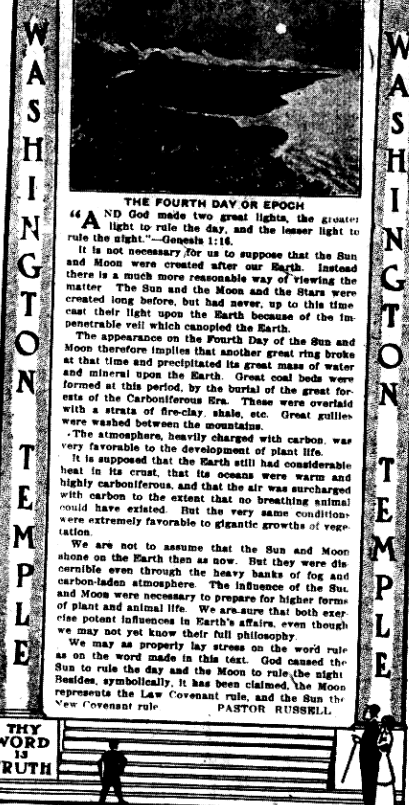 WASHINGTON TEMPLE
THE FOURTH DAY OR EPOCH
"AND God made two great lights, the greater
light to rule the day, and the lesser light to
rule the night."—Genesis 1:16.
It is not necessary for us to suppose that the Sun
and Moon were created after our Earth. Instead
there is a much more reasonable way of viewing the
matter The Sun and the Moon and the Stars were
created long before, but had never, up to this time
cast their light upon the Earth because of the im-
penetrable veil which canopied the Earth.
The appearance on the Fourth Day of the Sun and
Moon therefore implies that another great ring broke
at that time and precipitated its great mass of water
and mineral upon the Earth. Great coal beds were
formed at this period, by the burial of the great for-
ests of the Carboniferous Era. These were overlaid
with a strata of fire-clay, shale, etc. Great gullies
were washed between the mountains.
The atmosphere, heavily charged with carbon, was
very favorable to the development of plant life.
It is supposed that the Earth still had considerable
heat in its crust, that its oceans were warm and
highly carboniferous, and that the air was surcharged
with carbon to the extent that no breathing animal
could have existed. But the very same condition-
were extremely favorable to gigantic growths of vege-
tation.
We are not to assume that the Sun and Moon
shone on the Earth then as now. But they were dis-
cernible even through the heavy banks of fog and
carbon-laden atmosphere. The influence of the Sun
and Moon were necessary to prepare for higher forms
of plant and animal life. We are sure that both exer-
cise potent influences in Earth's affairs, even though
we may not yet know their full philosophy.
We may as properly lay stress on the word rule
as on the word made in this text. God caused the
Sun to rule the day and the Moon to rule the night
Besides, symbolically, it has been claimed, the Moon
represents the Law Covenant rule, and the Sun the
New Covenant rule PASTOR RUSSELL
WASHINGTON TEMPLE
THY
WORD
IS
TRUTH